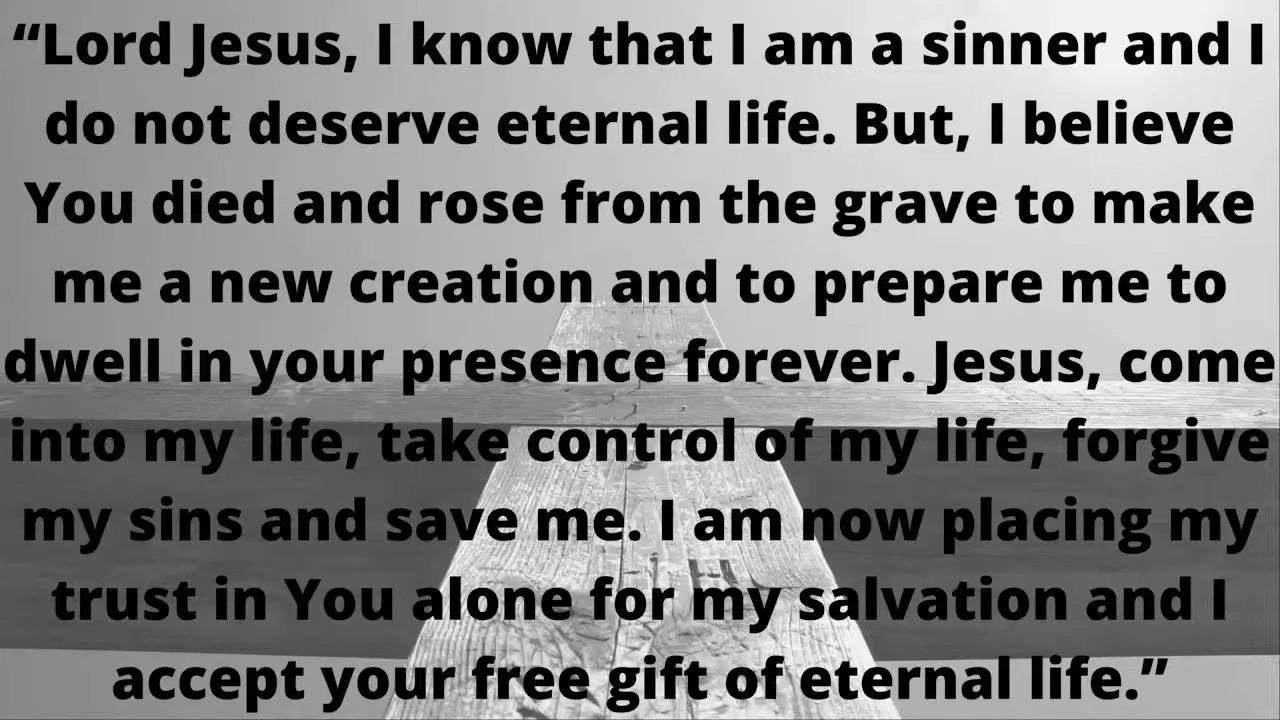 “Lord Jesus, I know that I am a sinner and I
do not deserve eternal life. But, I believe
You died and rose from the grave to make
me a new creation and to prepare me to
dwell in your presence forever. Jesus, come
into my life, take control of my life, forgive
my sins and save me. I am now placing my
trust in You alone for my salvation and I
accept your free gift of eternal life.”